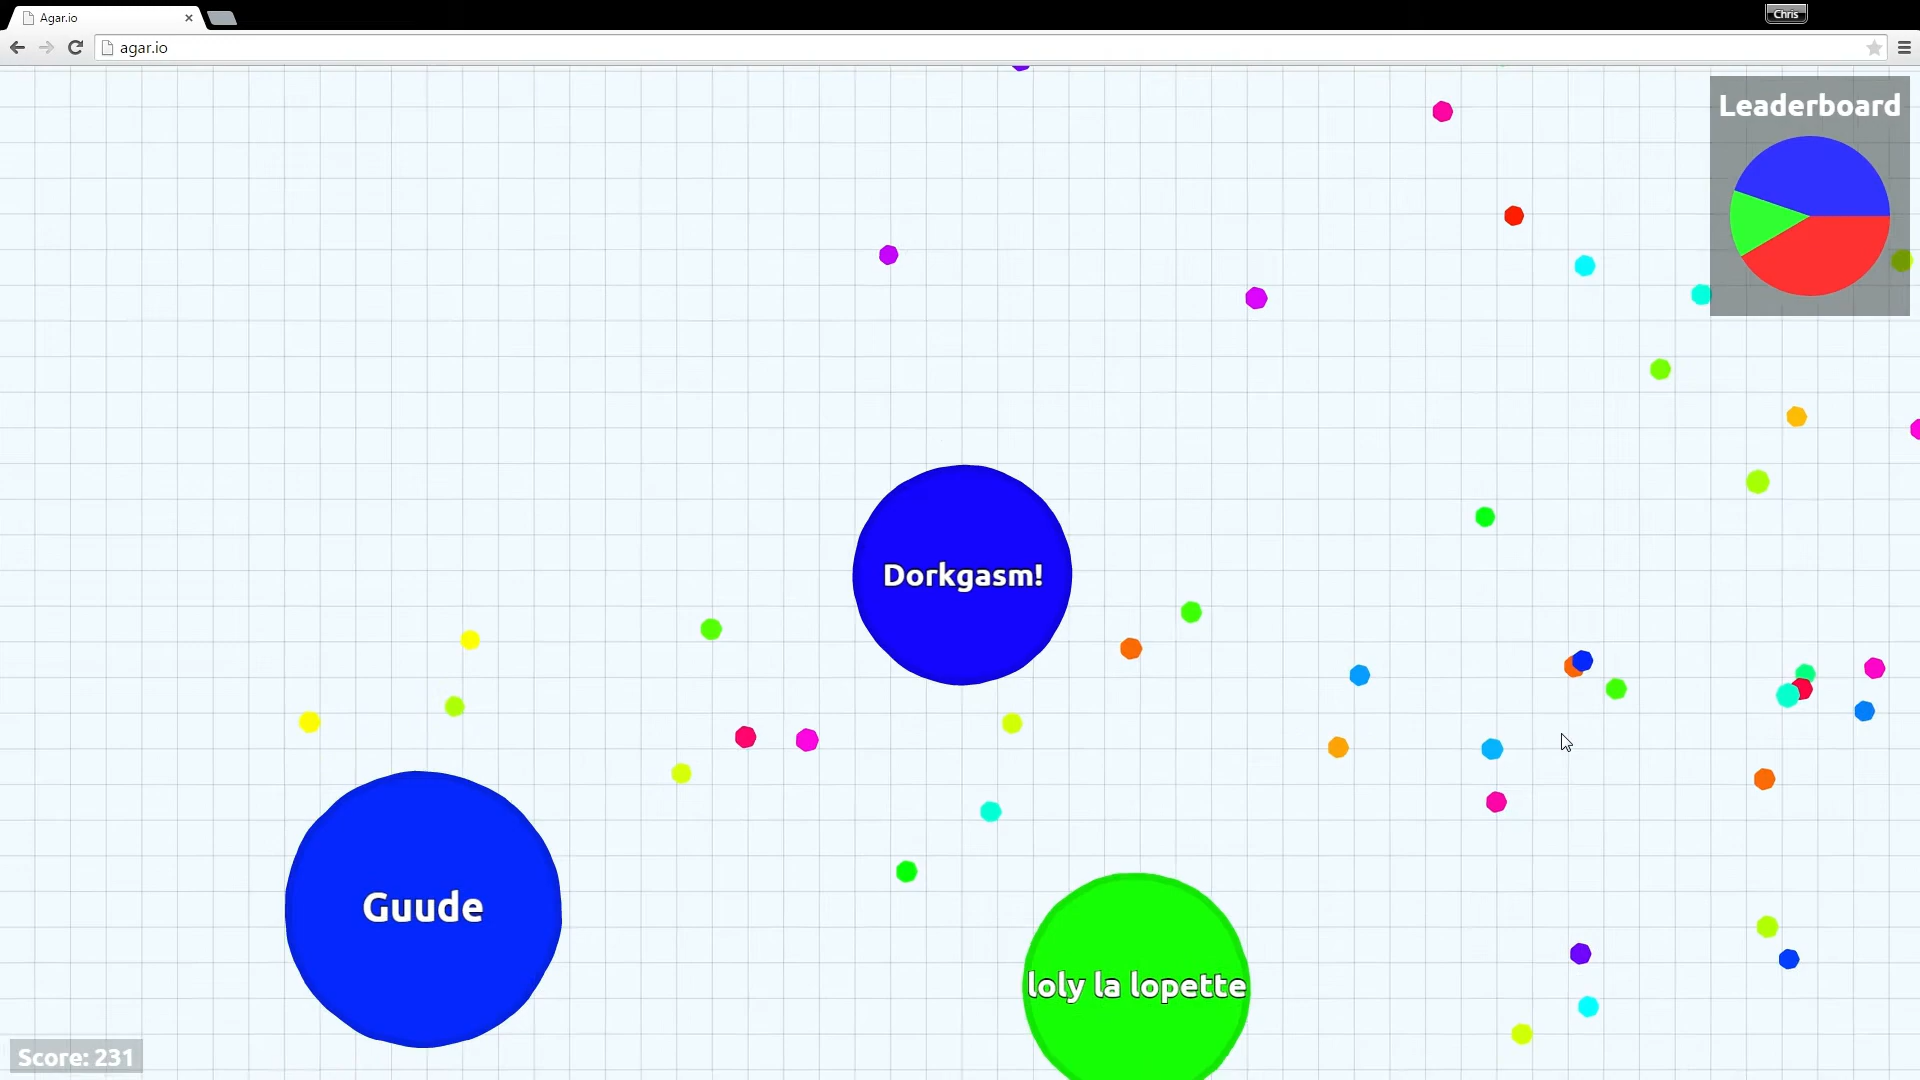 Agar.io
Chris
agar.io
Leaderboard
Dorkgasm!
Guude
loly la lopette
Score: 231